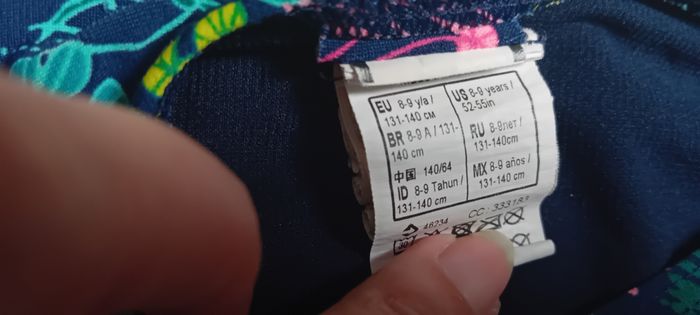 EU 8-9 y/a /
131-140 CM
BR 8-9 A / 131-
140 cm
中国 140/64
ID 8-9 Tahun /
131-140 cm
US 8-9 years /
52-55in
RU 8-9лет /
131-140cm
MX 8-9 años /
131-140 cm
46234
CC: 333183
30